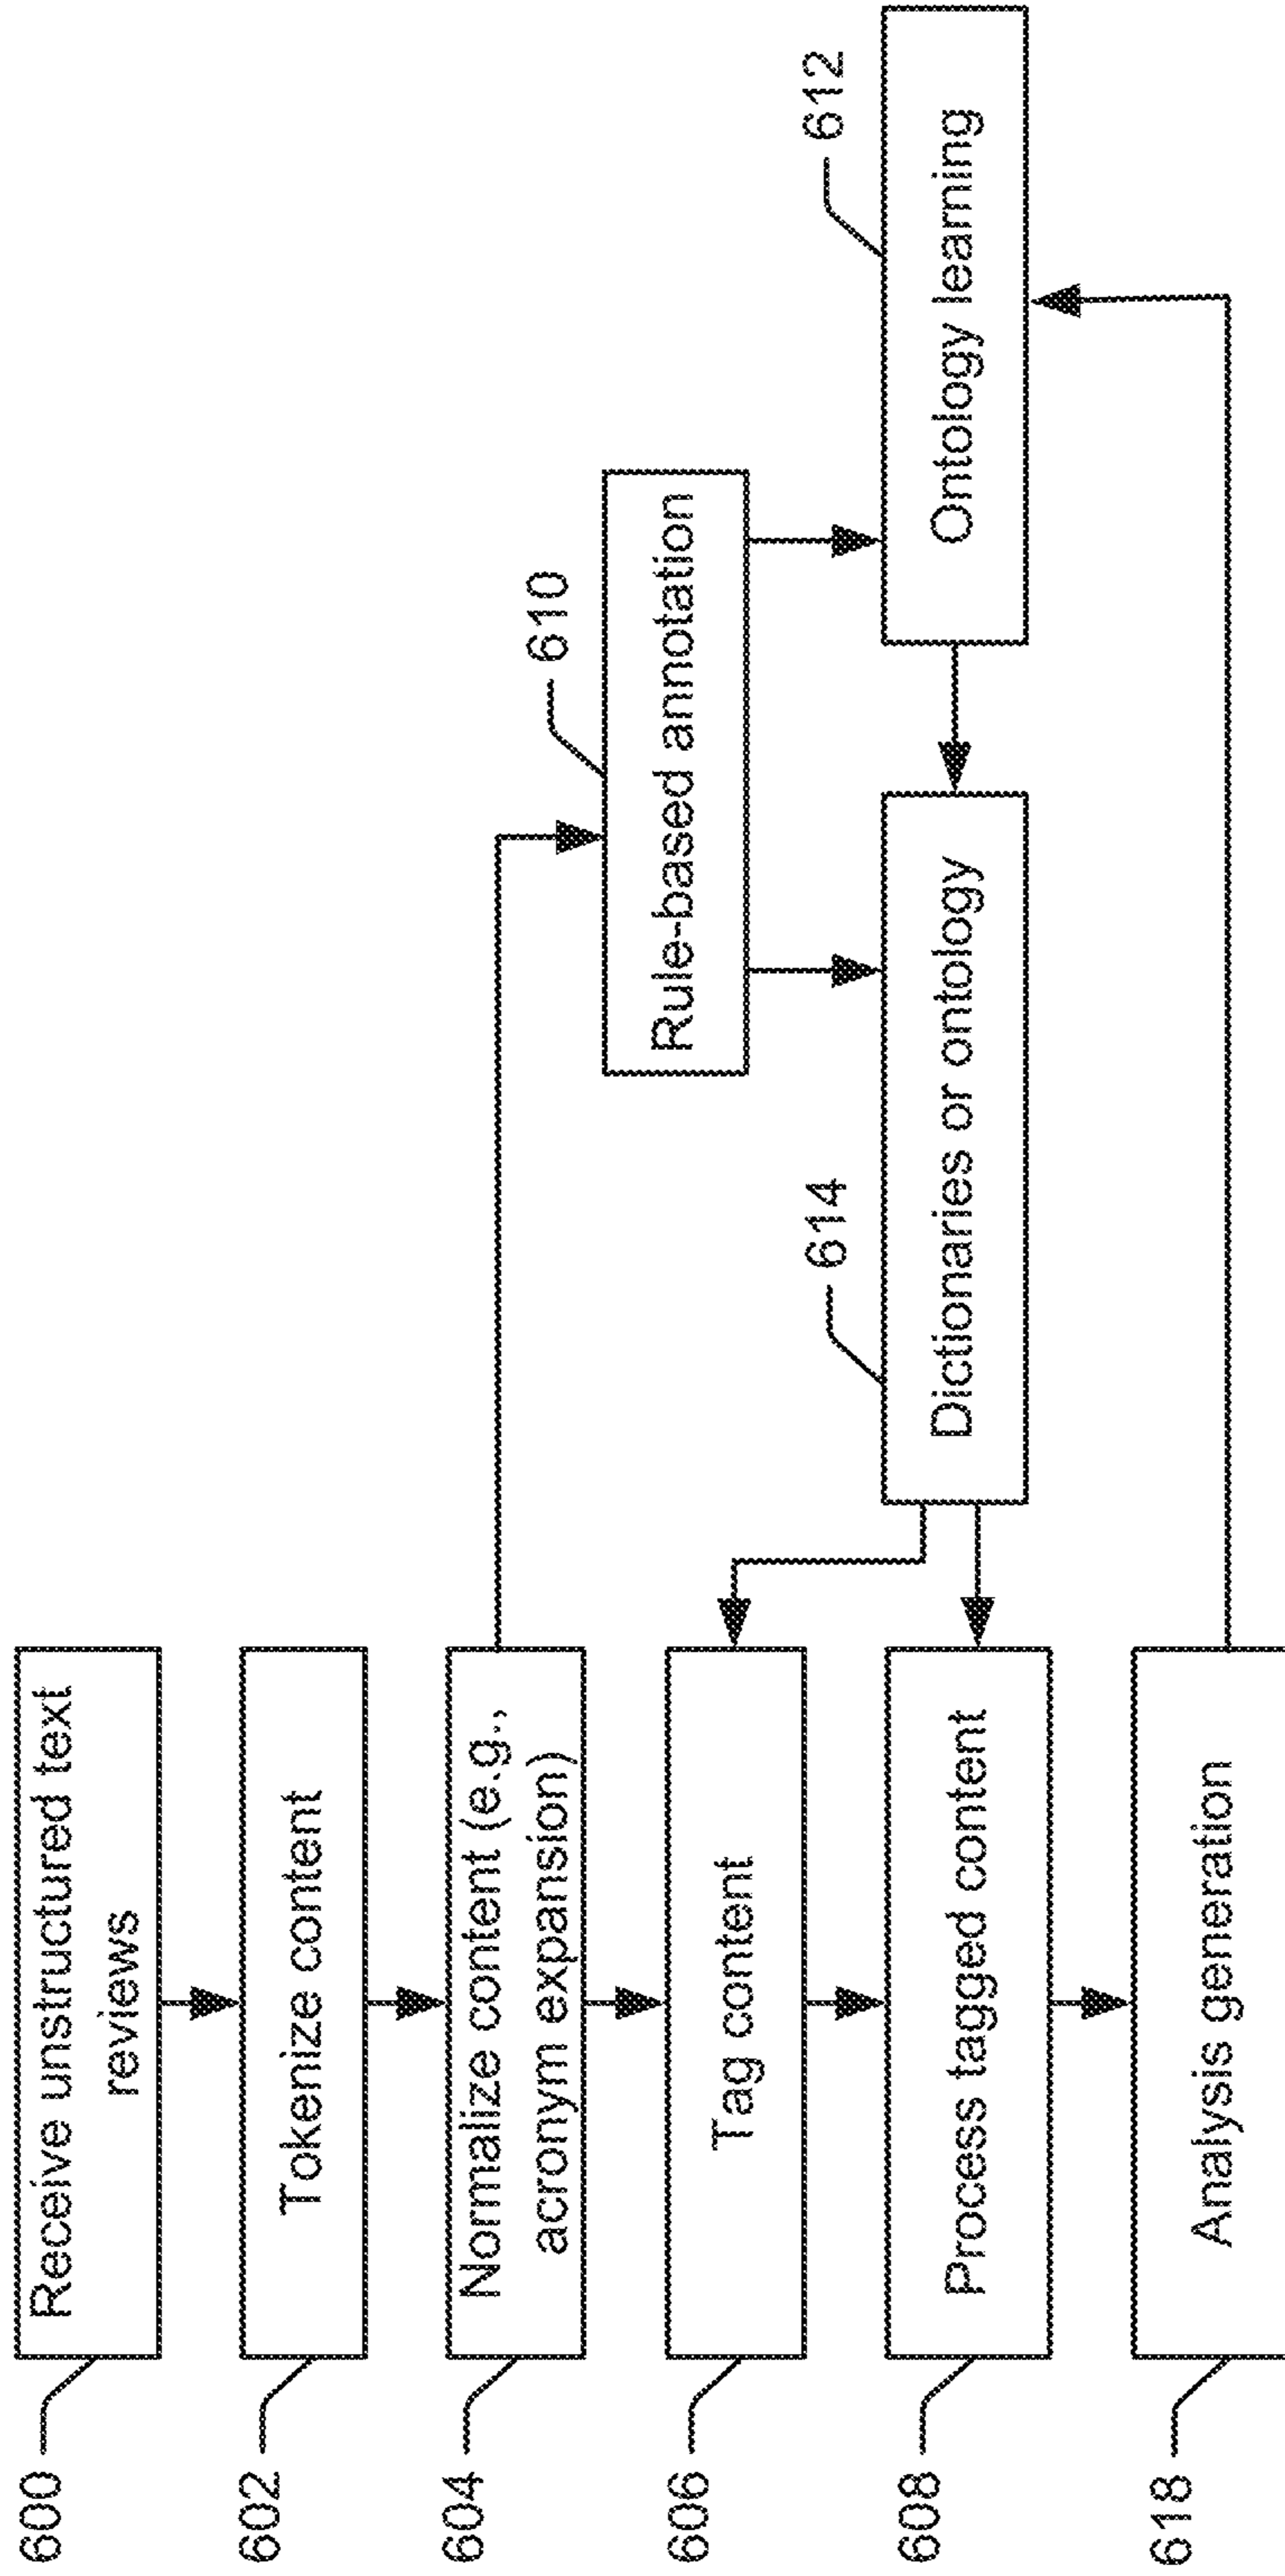 600
Receive unstructured text
reviews
602
Tokenize content
604
Normalize content (e.g.,
acronym expansion)
610
Rule-based annotation
606
Tag content
614
Dictionaries or ontology
612
Ontology learning
608
Process tagged content
618
Analysis generation